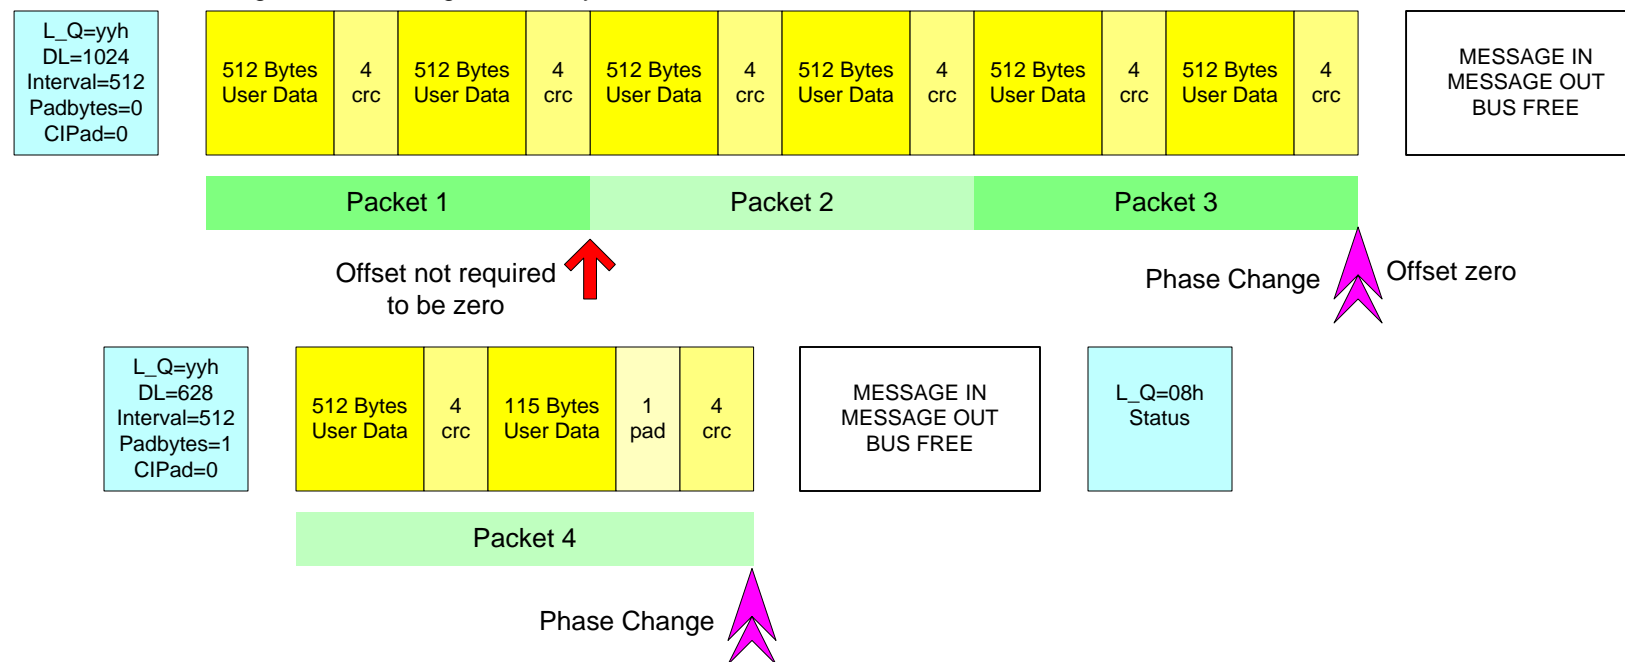 L_Q=yyh
DL=1024
Interval=512
Padbytes=0
CIPad=0
512 Bytes
User Data
4
crc
512 Bytes
User Data
4
crc
512 Bytes
User Data
4
crc
512 Bytes
User Data
4
crc
512 Bytes
User Data
4
crc
512 Bytes
User Data
4
crc
MESSAGE IN
MESSAGE OUT
BUS FREE
Packet 1
Packet 2
Packet 3
Offset not required
to be zero
Phase Change
Offset zero
L_Q=yyh
DL=628
Interval=512
Padbytes=1
CIPad=0
512 Bytes
User Data
4
crc
115 Bytes
User Data
1
pad
4
crc
MESSAGE IN
MESSAGE OUT
BUS FREE
L_Q=08h
Status
Packet 4
Phase Change